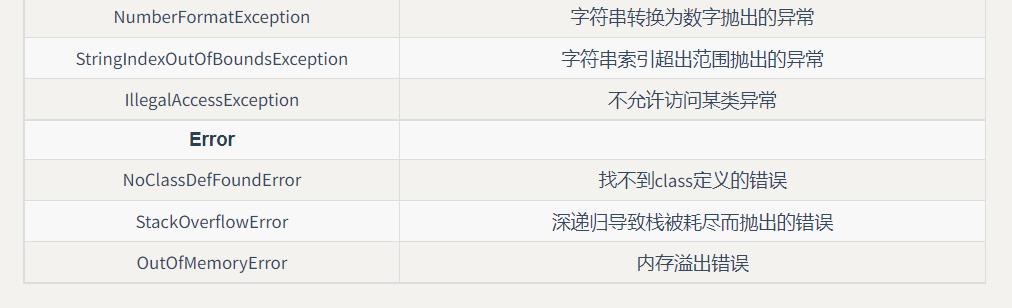 NumberFormatException 字符串转换为数字抛出的异常
StringIndexOutOfBoundsException 字符串索引超出范围抛出的异常
IllegalAccessException 不允许访问某类异常
Error
NoClassDefFoundError 找不到class定义的错误
StackOverflowError 深递归导致栈被耗尽而抛出的错误
OutOfMemoryError 内存溢出错误